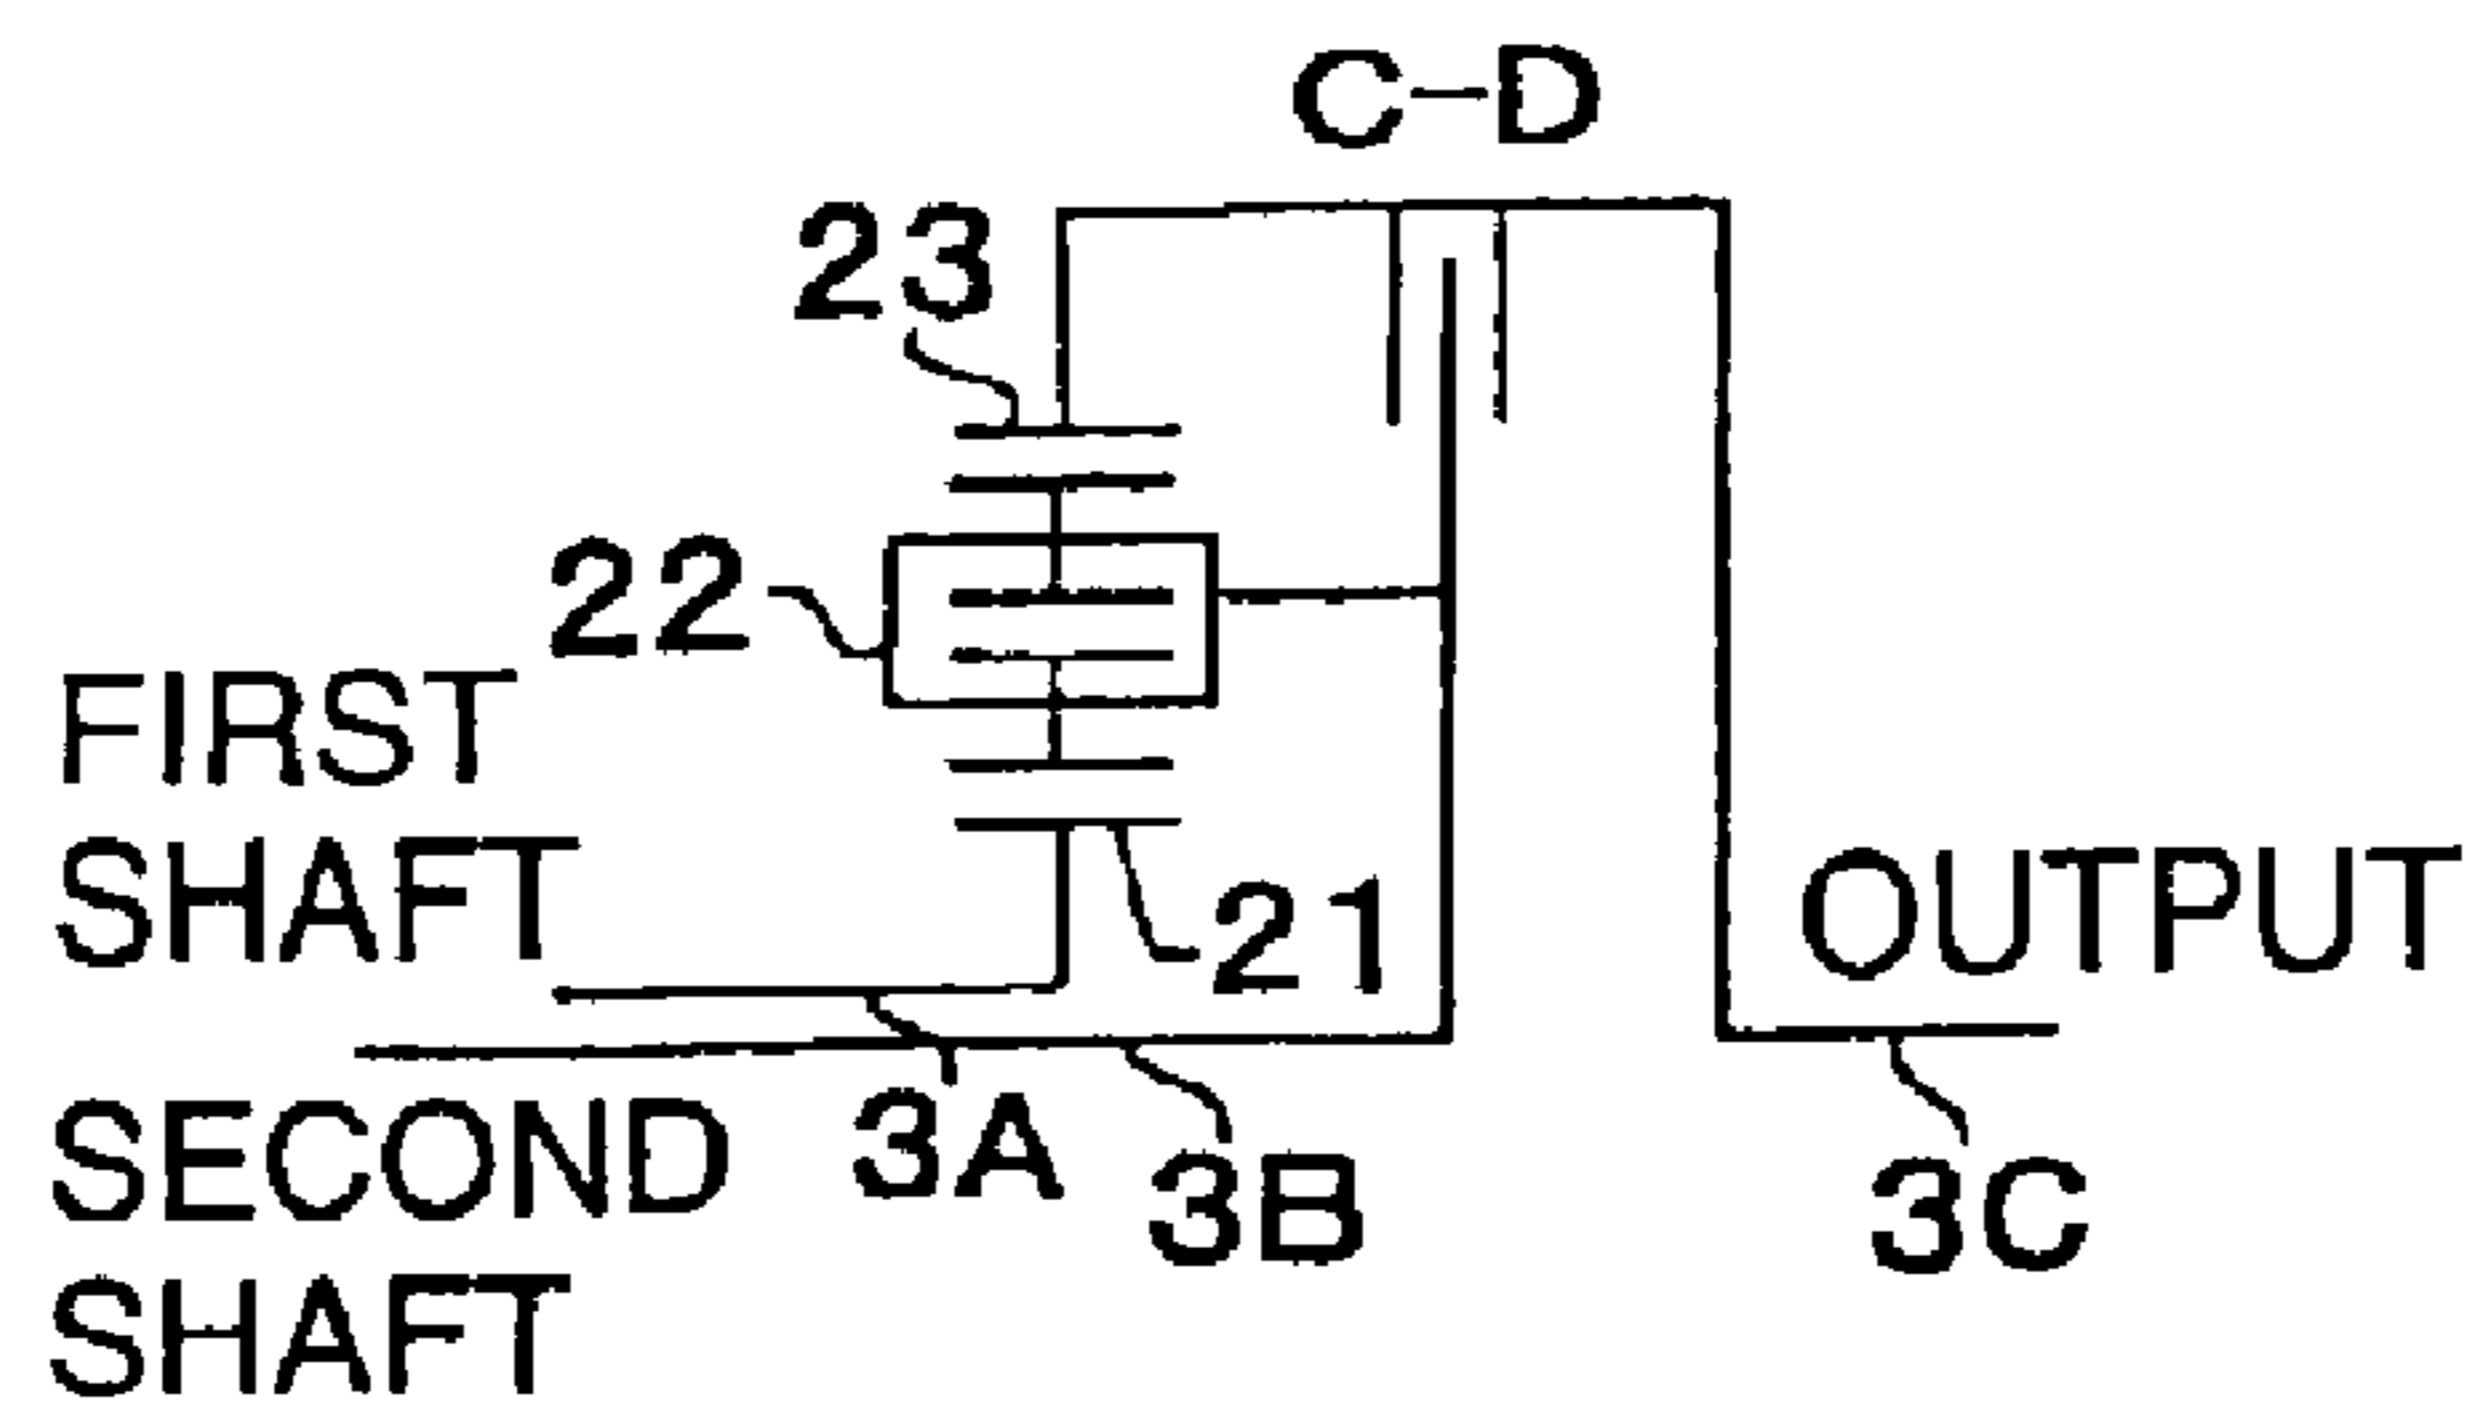 C-D
23
22
FIRST
SHAFT
21
OUTPUT
SECOND
SHAFT
3A
3B
3C